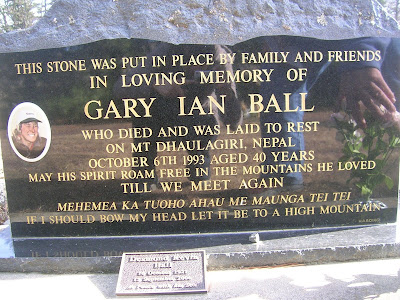 THIS STONE WAS PUT IN PLACE BY FAMILY AND FRIENDS
IN LOVING MEMORY OF
GARY IAN BALL
WHO DIED AND WAS LAID TO REST
ON MT DHAULAGIRI, NEPAL
OCTOBER 6TH 1993 AGED 40 YEARS
MAY HIS SPIRIT ROAM FREE IN THE MOUNTAINS HE LOVED
TILL WE MEET AGAIN
MEHEMEA KA TUOHO AHAU ME MAUNGA TEI TEI
IF I SHOULD BOW MY HEAD LET IT BE TO A HIGH MOUNTAIN